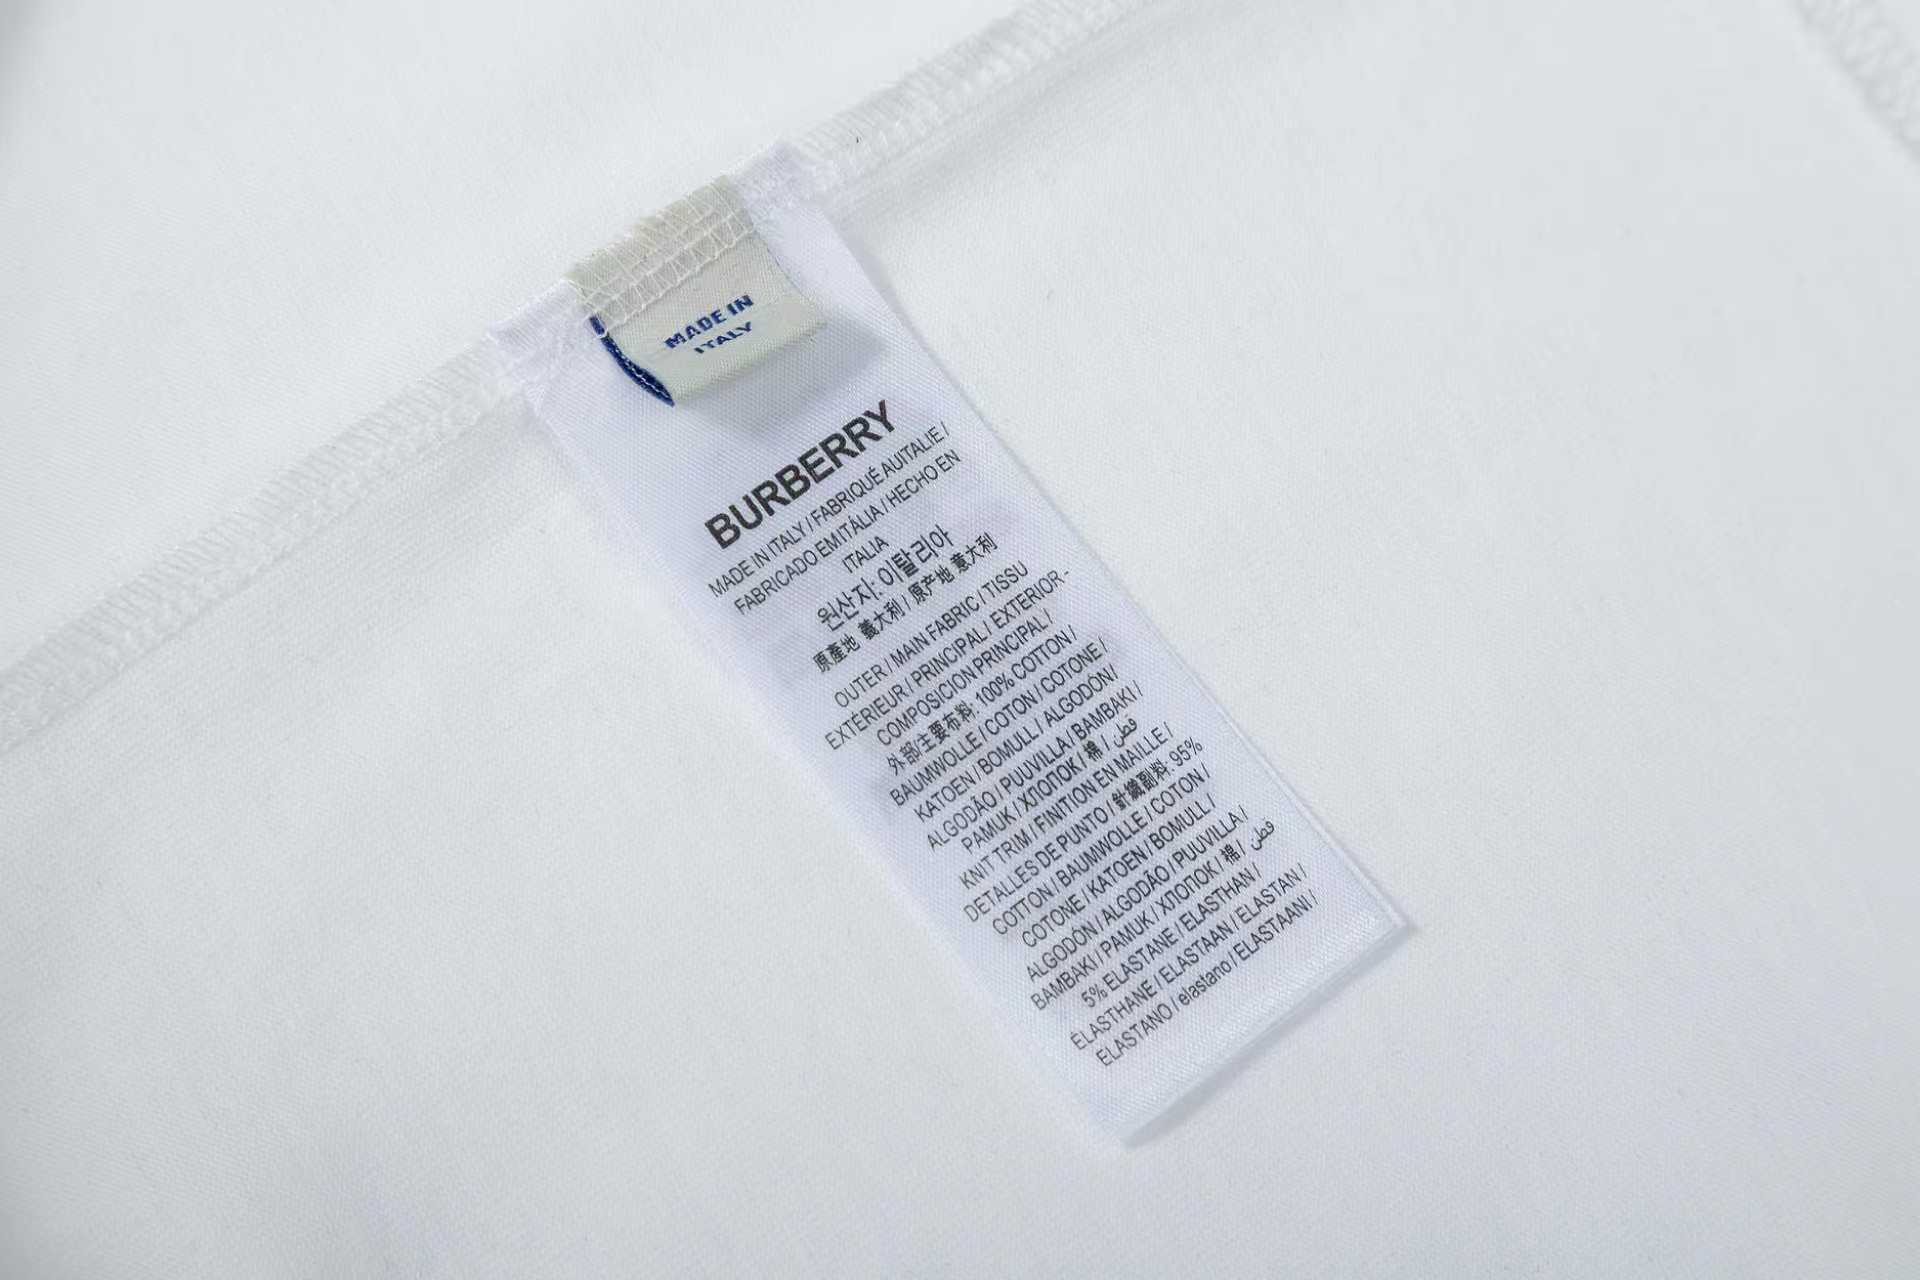 MADE IN
ITALY
BURBERRY
MADE IN ITALY / FABRIQUÉ AUITALIE /
FABRICADO EMITÁLIA / HECHO EN
ITALIA
원산지: 이탈리아
原產地 義大利 / 原产地 意大利
OUTER / MAIN FABRIC / TISSU
EXTÉRIEUR / PRINCIPAL / EXTERIOR -
COMPOSICION PRINCIPAL /
外部/主要布料: 100% COTTON /
BAUMWOLLE / COTON / COTONE /
KATOEN / BOMULL / ALGODÓN/
ALGODÃO / PUUVILLA / BAMBAKI /
PAMUK / ХЛОПОК / 棉 / قطن
KNIT TRIM / FINITION EN MAILLE /
DETALLES DE PUNTO / 針織副料: 95%
COTTON / BAUMWOLLE / COTON /
COTONE / KATOEN / BOMULL /
ALGODÓN / ALGODÃO / PUUVILLA /
BAMBAKI / PAMUK / ХЛОПОК / 棉 / قطن
5% ELASTANE / ELASTHAN /
ÉLASTHANE / ELASTAAN / ELASTAN /
ELASTANO / elastano / ELASTAANI /